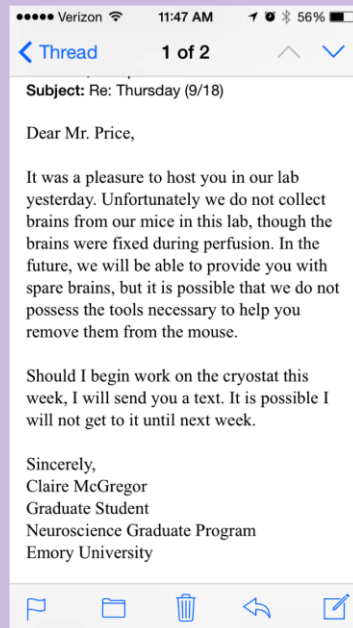 Verizon 11:47 AM 56%
Thread 1 of 2
Subject: Re: Thursday (9/18)
Dear Mr. Price,
It was a pleasure to host you in our lab
yesterday. Unfortunately we do not collect
brains from our mice in this lab, though the
brains were fixed during perfusion. In the
future, we will be able to provide you with
spare brains, but it is possible that we do not
possess the tools necessary to help you
remove them from the mouse.
Should I begin work on the cryostat this
week, I will send you a text. It is possible I
will not get to it until next week.
Sincerely,
Claire McGregor
Graduate Student
Neuroscience Graduate Program
Emory University